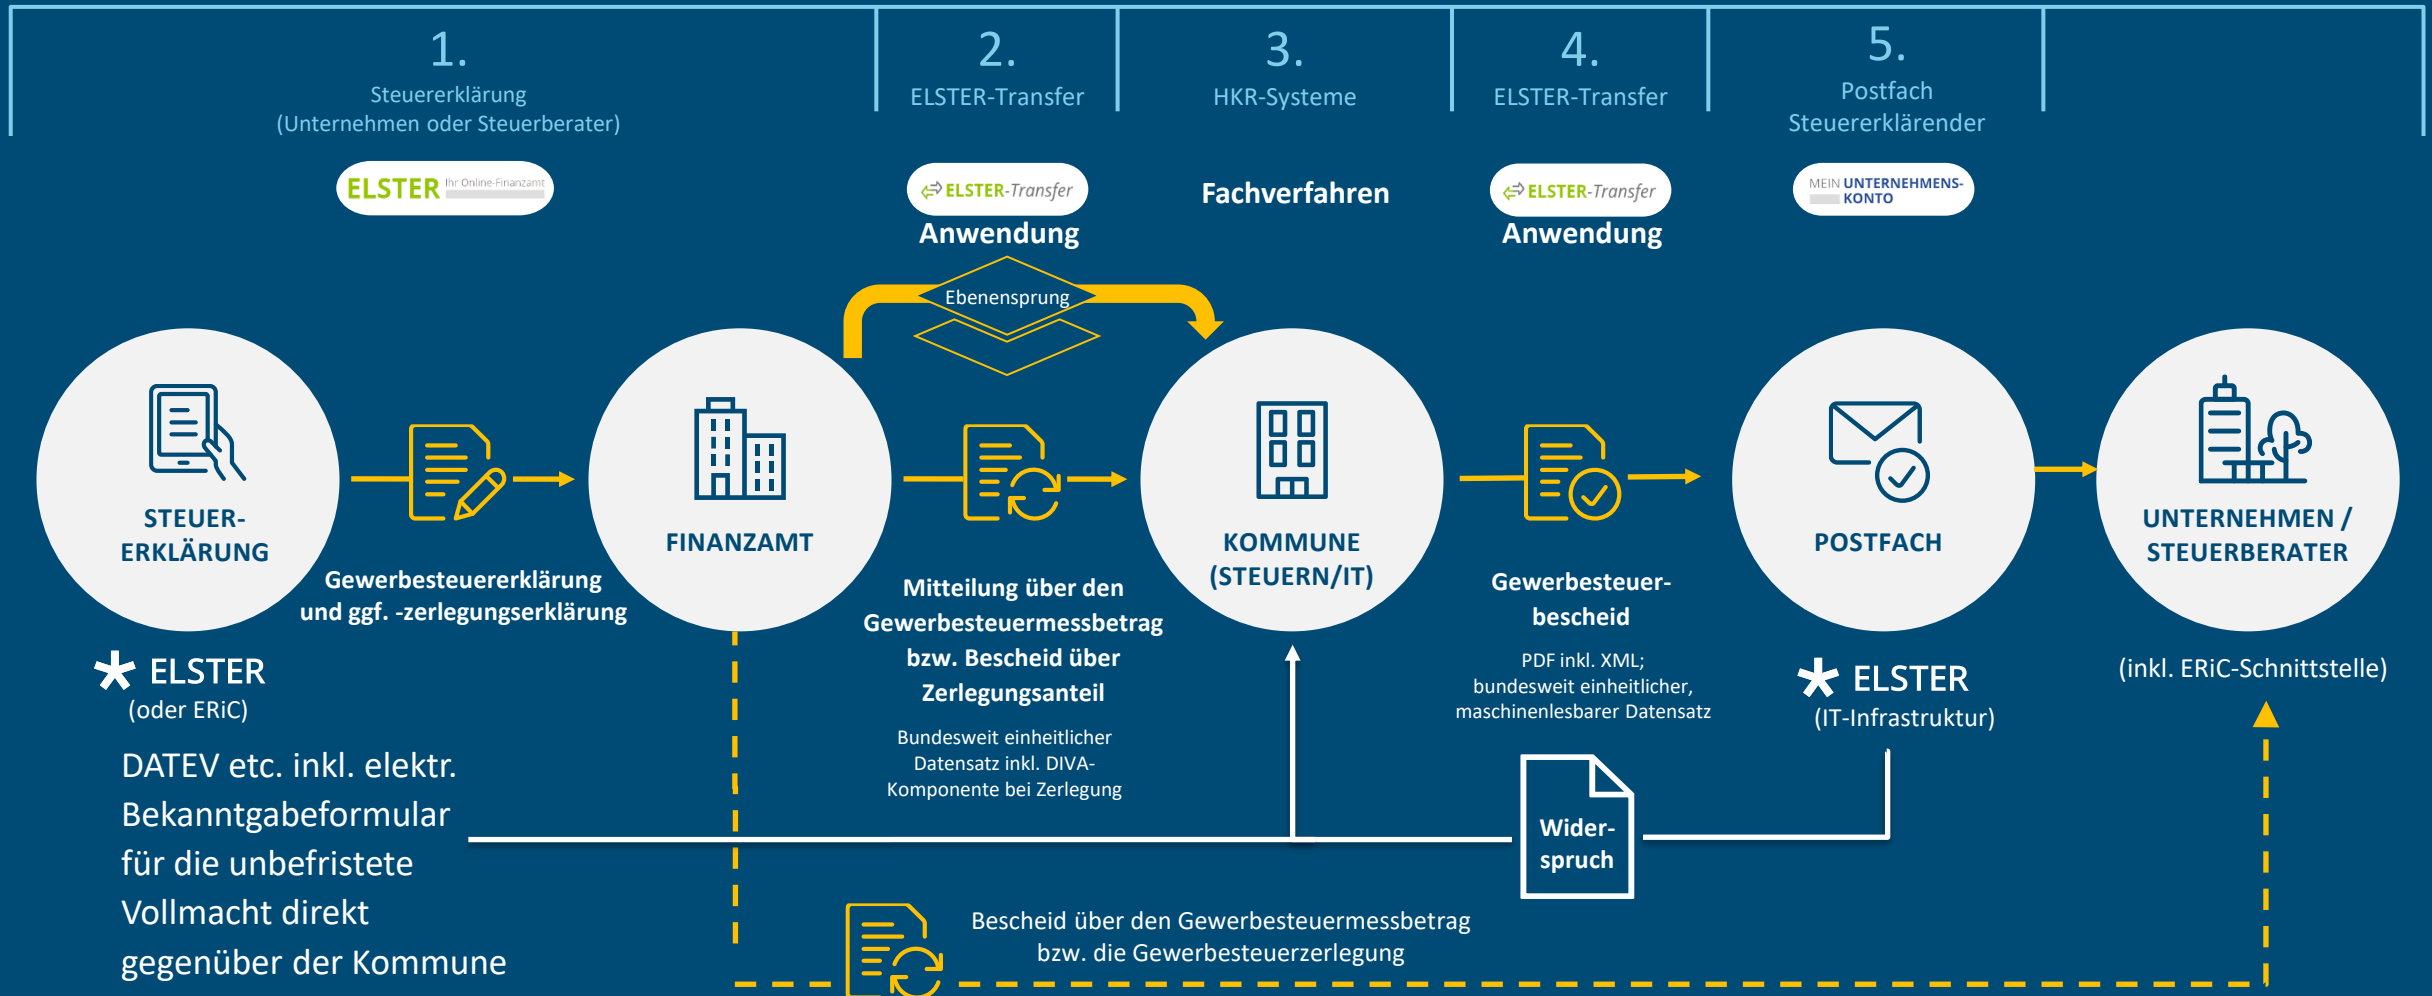 1.
Steuererklärung
(Unternehmen oder Steuerberater)
ELSTER Ihr Online-Finanzamt
2.
ELSTER-Transfer
ELSTER-Transfer
Anwendung
3.
HKR-Systeme
Fachverfahren
4.
ELSTER-Transfer
ELSTER-Transfer
Anwendung
5.
Postfach
Steuererklärender
MEIN UNTERNEHMENS-
KONTO
Ebenensprung
STEUER-
ERKLÄRUNG
Gewerbesteuererklärung
und ggf. -zerlegungserklärung
FINANZAMT
Mitteilung über den
Gewerbesteuermessbetrag
bzw. Bescheid über
Zerlegungsanteil
Bundesweit einheitlicher
Datensatz inkl. DIVA-
Komponente bei Zerlegung
KOMMUNE
(STEUERN/IT)
Gewerbesteuer-
bescheid
PDF inkl. XML;
bundesweit einheitlicher,
maschinenlesbarer Datensatz
POSTFACH
ELSTER
(IT-Infrastruktur)
UNTERNEHMEN /
STEUERBERATER
(inkl. ERiC-Schnittstelle)
ELSTER
(oder ERiC)
DATEV etc. inkl. elektr.
Bekanntgabeformular
für die unbefristete
Vollmacht direkt
gegenüber der Kommune
Wider-
spruch
Bescheid über den Gewerbesteuermessbetrag
bzw. die Gewerbesteuerzerlegung